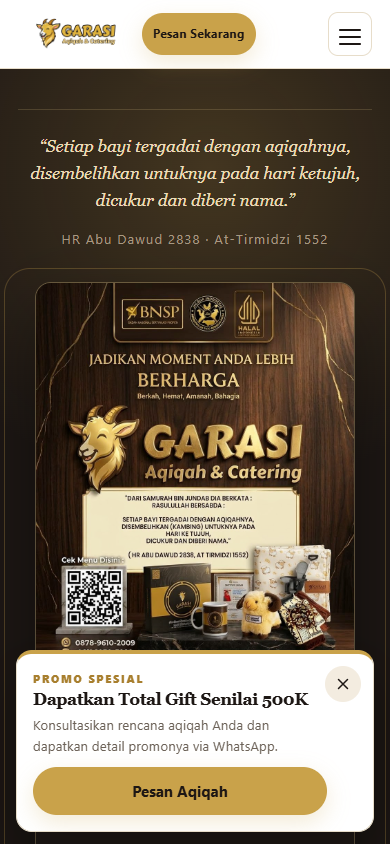 GARASI
Aqiqah & Catering
Pesan Sekarang
“Setiap bayi tergadai dengan aqiqahnya,
disembelihkan untuknya pada hari ketujuh,
dicukur dan diberi nama.”
HR Abu Dawud 2838 · At-Tirmidzi 1552
BNSP
HALAL
INDONESIA
JADIKAN MOMENT ANDA LEBIH
BERHARGA
Berkah, Hemat, Amanah, Bahagia
GARASI
Aqiqah & Catering
"DARI SAMURAH BIN JUNDAB DIA BERKATA :
RASULULLAH BERSABDA :
SETIAP BAYI TERGADAI DENGAN AQIQAHNYA,
DISEMBELIHKAN (KAMBING) UNTUKNYA PADA
HARI KE TUJUH,
DICUKUR DAN DIBERI NAMA."
( HR ABU DAWUD 2838, AT TIRMIDZI 1552)
Cek Menu Disini
0878-9610-2009
PROMO SPESIAL
Dapatkan Total Gift Senilai 500K
Konsultasikan rencana aqiqah Anda dan
dapatkan detail promonya via WhatsApp.
Pesan Aqiqah